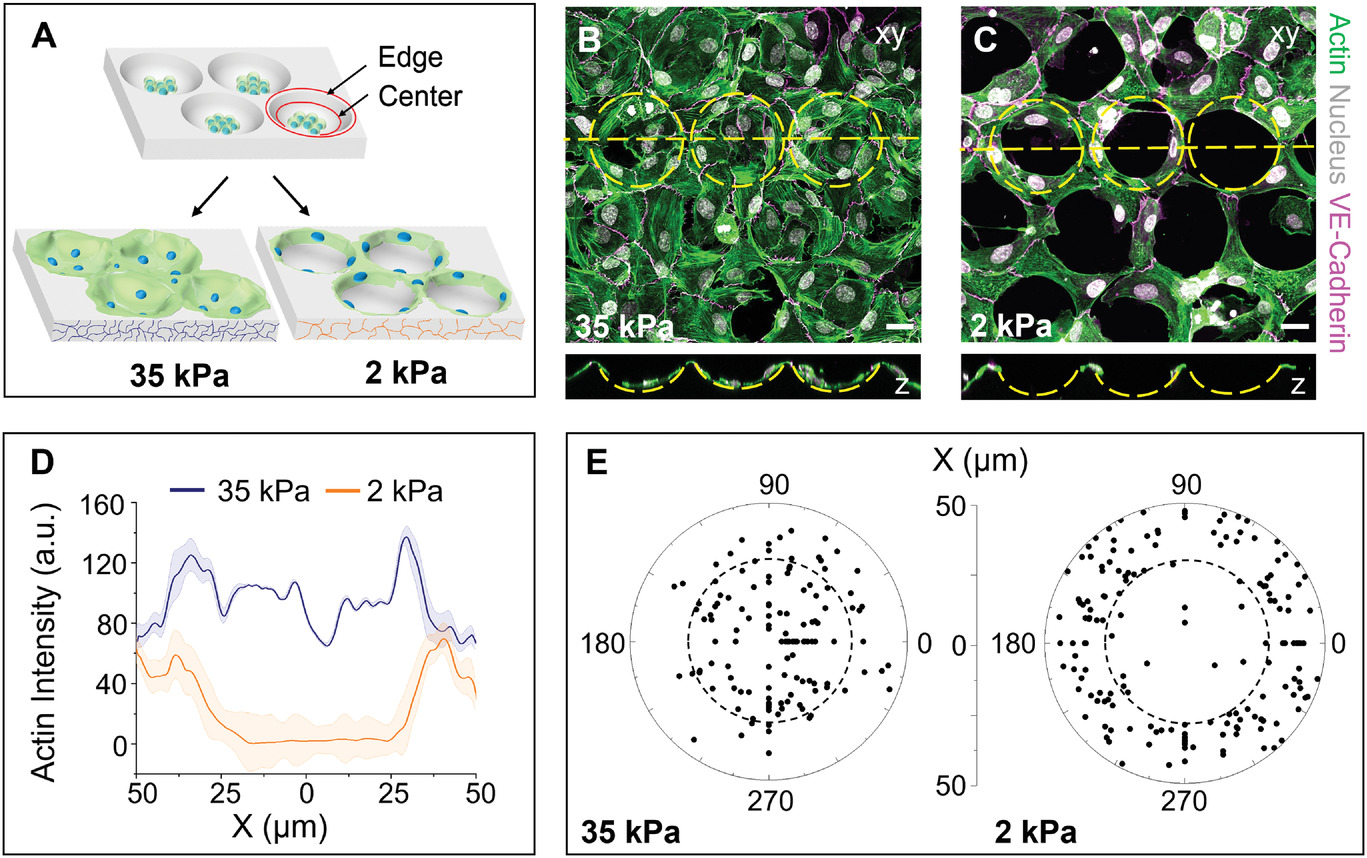 A
Edge
Center
35 kPa
2 kPa
B
xy
35 kPa
z
C
xy
2 kPa
z
Actin Nucleus VE-Cadherin
D
35 kPa
2 kPa
Actin Intensity (a.u.)
160
120
80
40
0
50
25
0
25
50
X (µm)
E
90
180
0
270
35 kPa
X (µm)
50
0
50
90
180
0
270
2 kPa